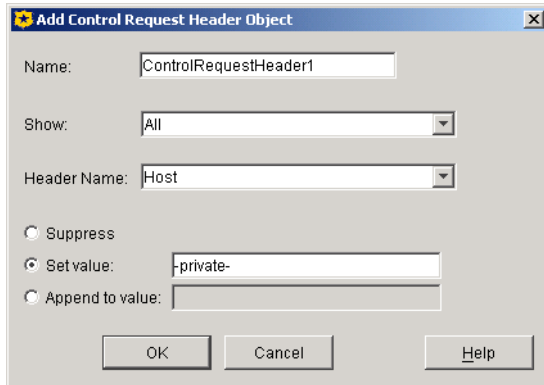 Add Control Request Header Object
Name: ControlRequestHeader1
Show: All
Header Name: Host
Suppress
Set value: -private-
Append to value:
OK Cancel Help